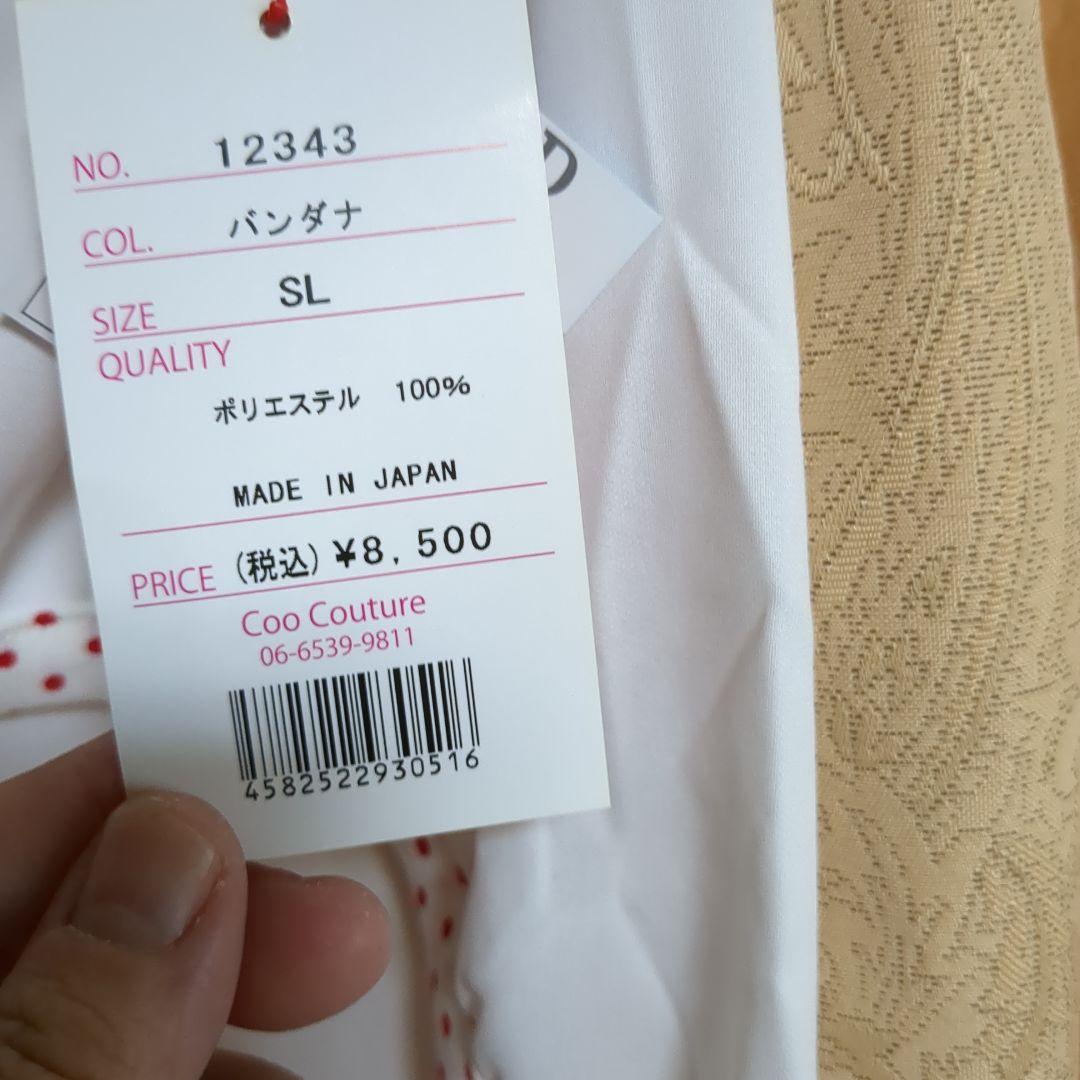 NO. 12343
COL. バンダナ
SIZE SL
QUALITY
ポリエステル 100%
MADE IN JAPAN
PRICE (税込) ¥8,500
Coo Couture
06-6539-9811
4582522930516
D